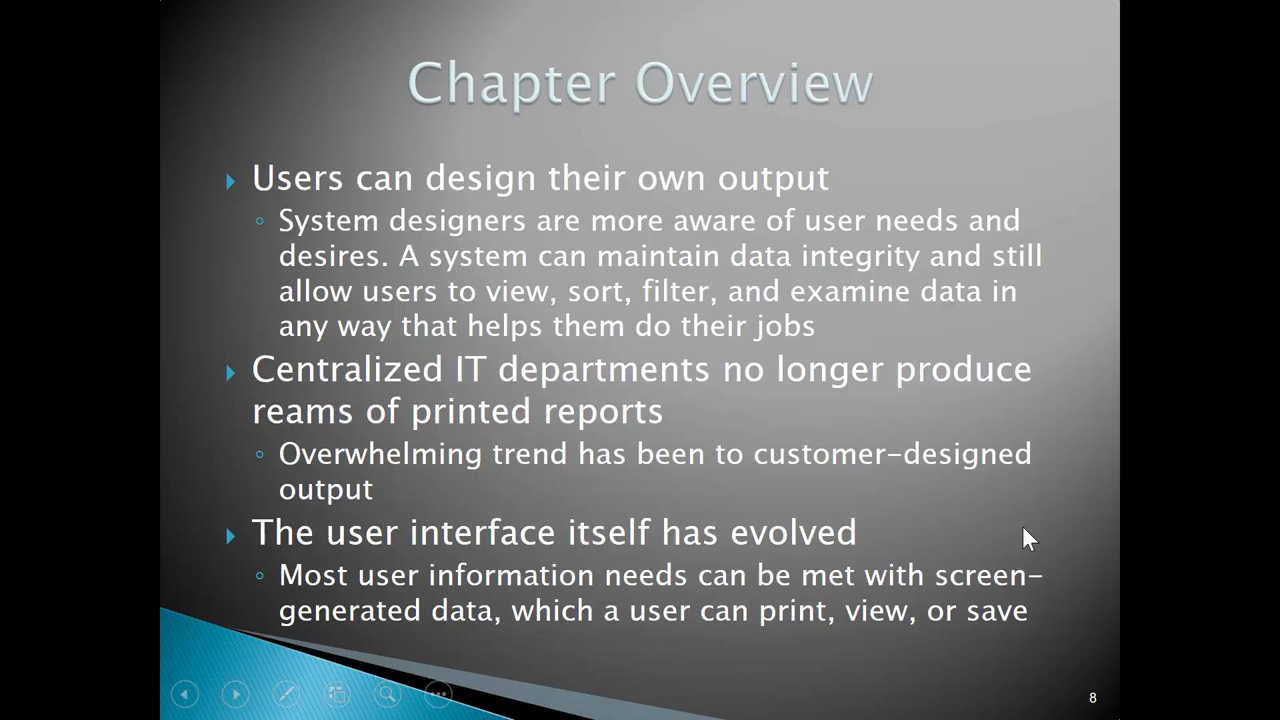 Chapter Overview
Users can design their own output
System designers are more aware of user needs and
desires. A system can maintain data integrity and still
allow users to view, sort, filter, and examine data in
any way that helps them do their jobs
Centralized IT departments no longer produce
reams of printed reports
Overwhelming trend has been to customer-designed
output
The user interface itself has evolved
Most user information needs can be met with screen-
generated data, which a user can print, view, or save
8